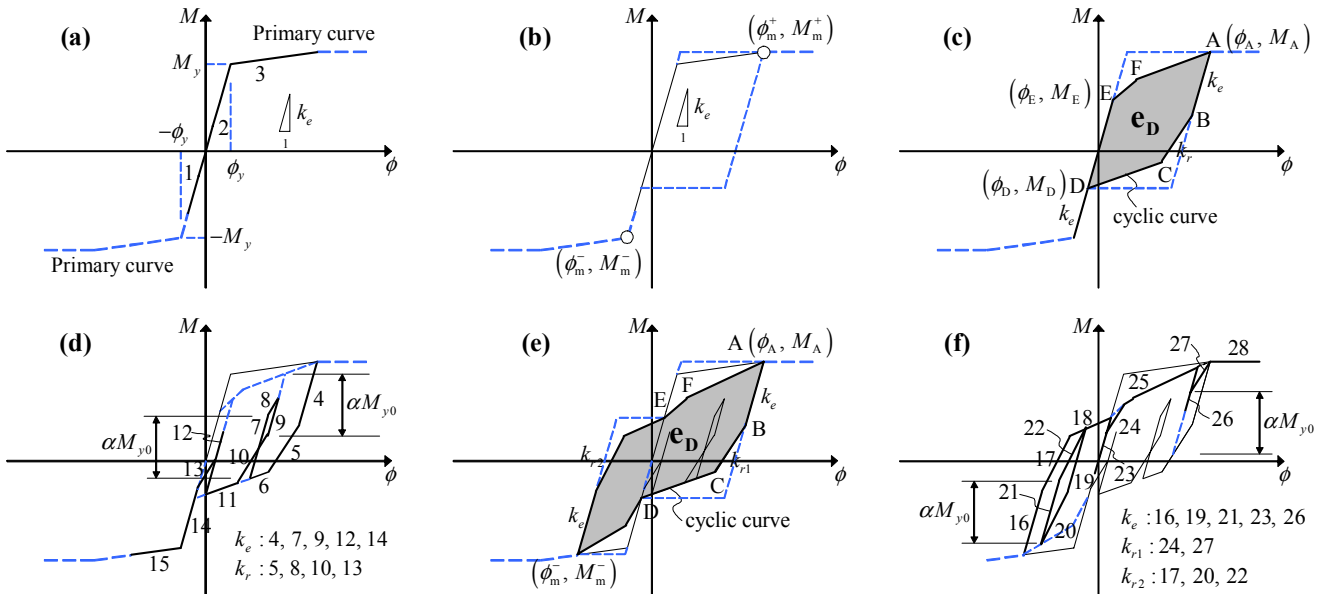 (a)
M
Primary curve
M_y
3
k_e
1
2
−ϕ_y
ϕ_y
ϕ
1
−M_y
Primary curve
(b)
M
(ϕ_m^+, M_m^+)
k_e
1
ϕ
(ϕ_m^-, M_m^-)
(c)
M
A (ϕ_A, M_A)
F
k_e
(ϕ_E, M_E)
E
e_D
B
k_r
C
ϕ
(ϕ_D, M_D)
D
k_e
cyclic curve
(d)
M
8
4
αM_y0
αM_y0
12
7
9
10
5
13
6
ϕ
11
14
15
k_e : 4, 7, 9, 12, 14
k_r : 5, 8, 10, 13
(e)
M
A (ϕ_A, M_A)
F
E
k_e
e_D
B
k_r2
k_r1
C
ϕ
k_e
D
cyclic curve
(ϕ_m^-, M_m^-)
(f)
M
27
28
25
26
αM_y0
18
22
24
17
19
23
ϕ
21
αM_y0
16
20
k_e : 16, 19, 21, 23, 26
k_r1 : 24, 27
k_r2 : 17, 20, 22